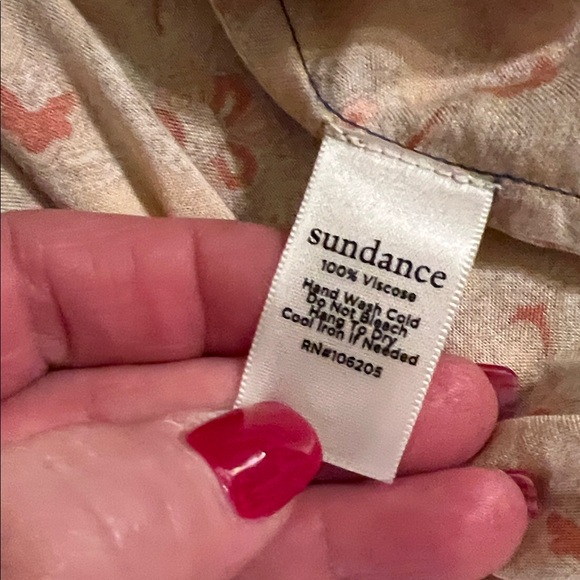 sundance
100% Viscose
Hand Wash Cold
Do Not Bleach
Hang To Dry
Cool Iron If Needed
RN#106205